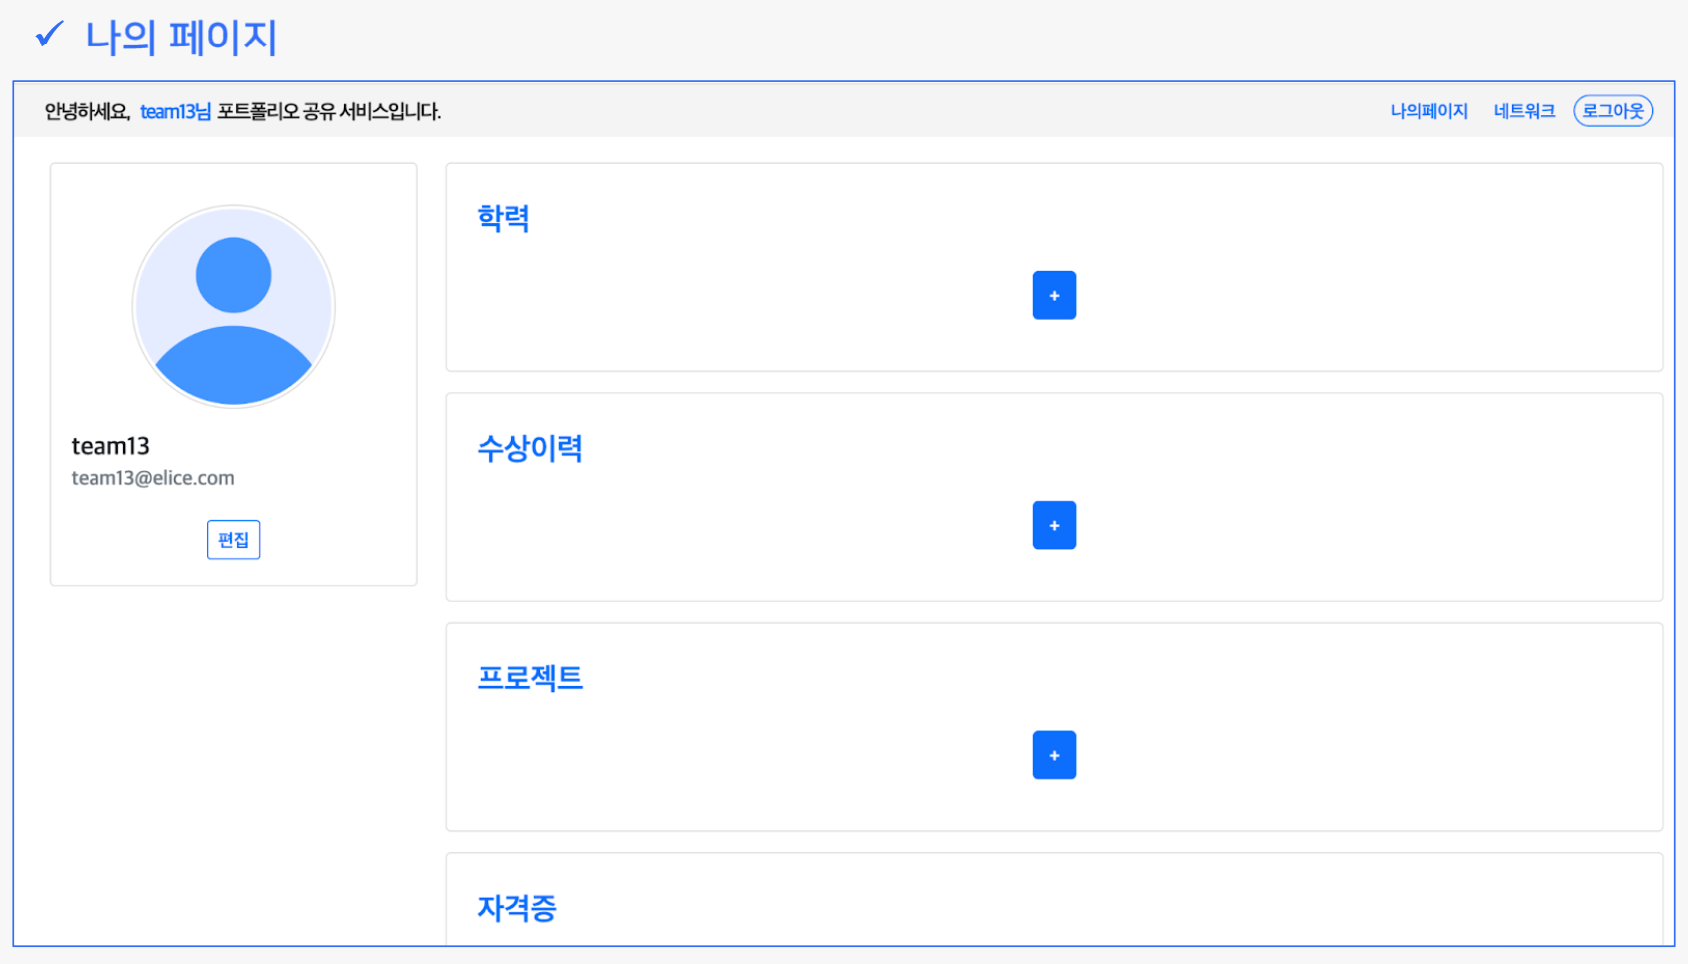 ✓ 나의 페이지
안녕하세요, team13님 포트폴리오 공유 서비스입니다.
나의페이지 네트워크 로그아웃
team13
team13@elice.com
편집
학력
+
수상이력
+
프로젝트
+
자격증